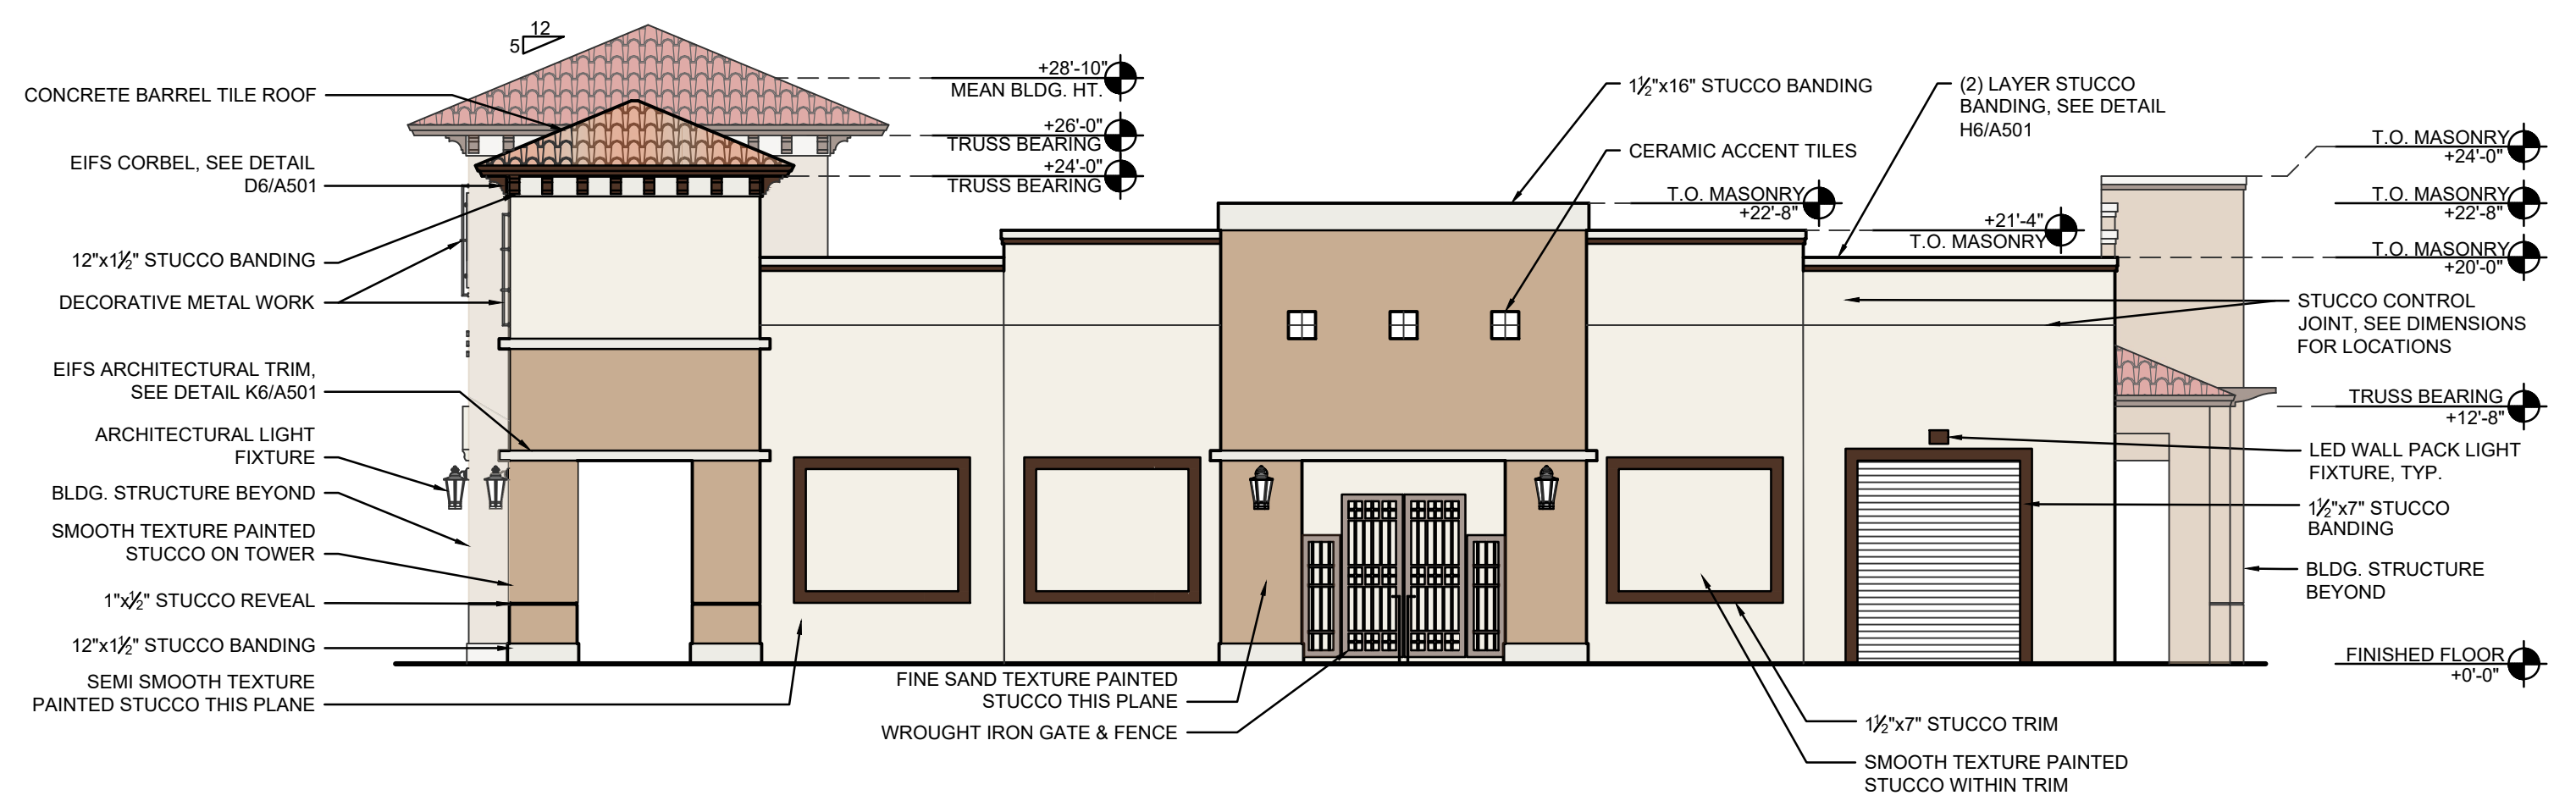 12
5
CONCRETE BARREL TILE ROOF
EIFS CORBEL, SEE DETAIL
D6/A501
12"x1½" STUCCO BANDING
DECORATIVE METAL WORK
EIFS ARCHITECTURAL TRIM,
SEE DETAIL K6/A501
ARCHITECTURAL LIGHT
FIXTURE
BLDG. STRUCTURE BEYOND
SMOOTH TEXTURE PAINTED
STUCCO ON TOWER
1"x½" STUCCO REVEAL
12"x1½" STUCCO BANDING
SEMI SMOOTH TEXTURE
PAINTED STUCCO THIS PLANE
+28'-10"
MEAN BLDG. HT.
+26'-0"
TRUSS BEARING
+24'-0"
TRUSS BEARING
FINE SAND TEXTURE PAINTED
STUCCO THIS PLANE
WROUGHT IRON GATE & FENCE
1½"x16" STUCCO BANDING
CERAMIC ACCENT TILES
T.O. MASONRY
+22'-8"
+21'-4"
T.O. MASONRY
(2) LAYER STUCCO
BANDING, SEE DETAIL
H6/A501
T.O. MASONRY
+24'-0"
T.O. MASONRY
+22'-8"
T.O. MASONRY
+20'-0"
STUCCO CONTROL
JOINT, SEE DIMENSIONS
FOR LOCATIONS
TRUSS BEARING
+12'-8"
LED WALL PACK LIGHT
FIXTURE, TYP.
1½"x7" STUCCO
BANDING
BLDG. STRUCTURE
BEYOND
FINISHED FLOOR
+0'-0"
1½"x7" STUCCO TRIM
SMOOTH TEXTURE PAINTED
STUCCO WITHIN TRIM